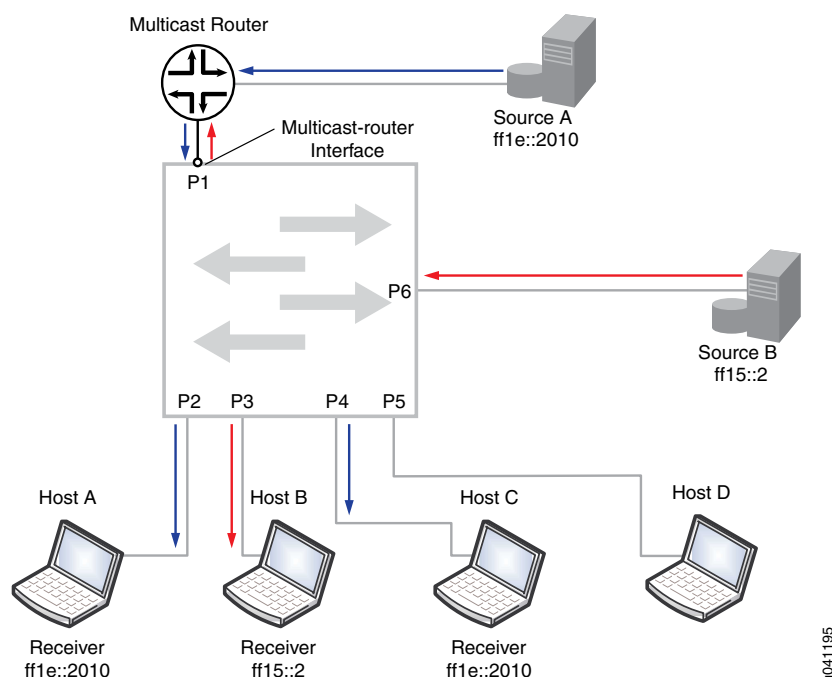 Multicast Router
Source A
ff1e::2010
Multicast-router
Interface
P1
P6
Source B
ff15::2
P2
P3
P4
P5
Host A
Host B
Host C
Host D
Receiver
ff1e::2010
Receiver
ff15::2
Receiver
ff1e::2010
g041195